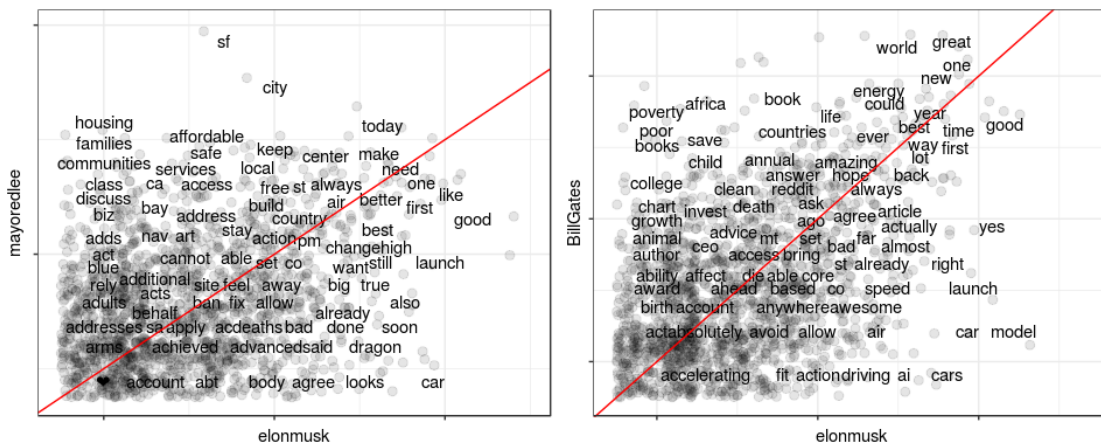 mayoredlee
sf
city
housing
today
families
affordable
communities
safe
keep
center
make
services
local
need
class
ca
access
free
st
always
one
like
discuss
bay
build
air
better
first
biz
address
country
good
adds
nav
art
stay
action
pm
best
act
cannot
able
set
co
changehigh
blue
additional
want
still
launch
rely
acts
site
feel
away
big
true
adults
behalf
ban
fix
allow
already
also
addresses
sa
apply
acdeaths
bad
done
soon
arms
achieved
advancedsaid
dragon
❤
account
abt
body
agree
looks
car
elonmusk
BillGates
world
great
one
new
poverty
africa
book
energy
could
poor
life
year
books
save
countries
ever
best
time
good
way
first
child
annual
amazing
lot
college
answer
hope
back
clean
reddit
always
chart
invest
death
ask
growth
ago
agree
article
animal
advice
mt
set
far
actually
yes
author
ceo
access
bring
bad
almost
ability
affect
die
able
core
st
already
right
award
ahead
based
co
speed
launch
birth
account
anywhere
awesome
actabsolutely
avoid
allow
air
car
model
accelerating
fit
action
driving
ai
cars
elonmusk